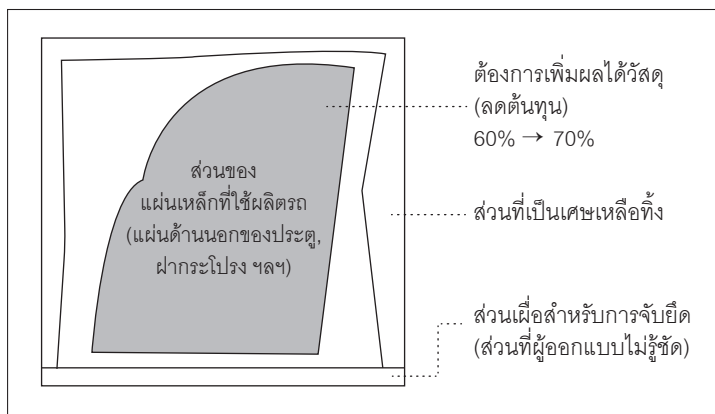 ต้องการเพิ่มผลได้วัสดุ
(ลดต้นทุน)
60% → 70%
ส่วนของ
แผ่นเหล็กที่ใช้ผลิตรถ
(แผ่นด้านนอกของประตู,
ฝากระโปรง ฯลฯ)
ส่วนที่เป็นเศษเหลือทิ้ง
ส่วนเผื่อสำหรับการจับยึด
(ส่วนที่ผู้ออกแบบไม่รู้ชัด)